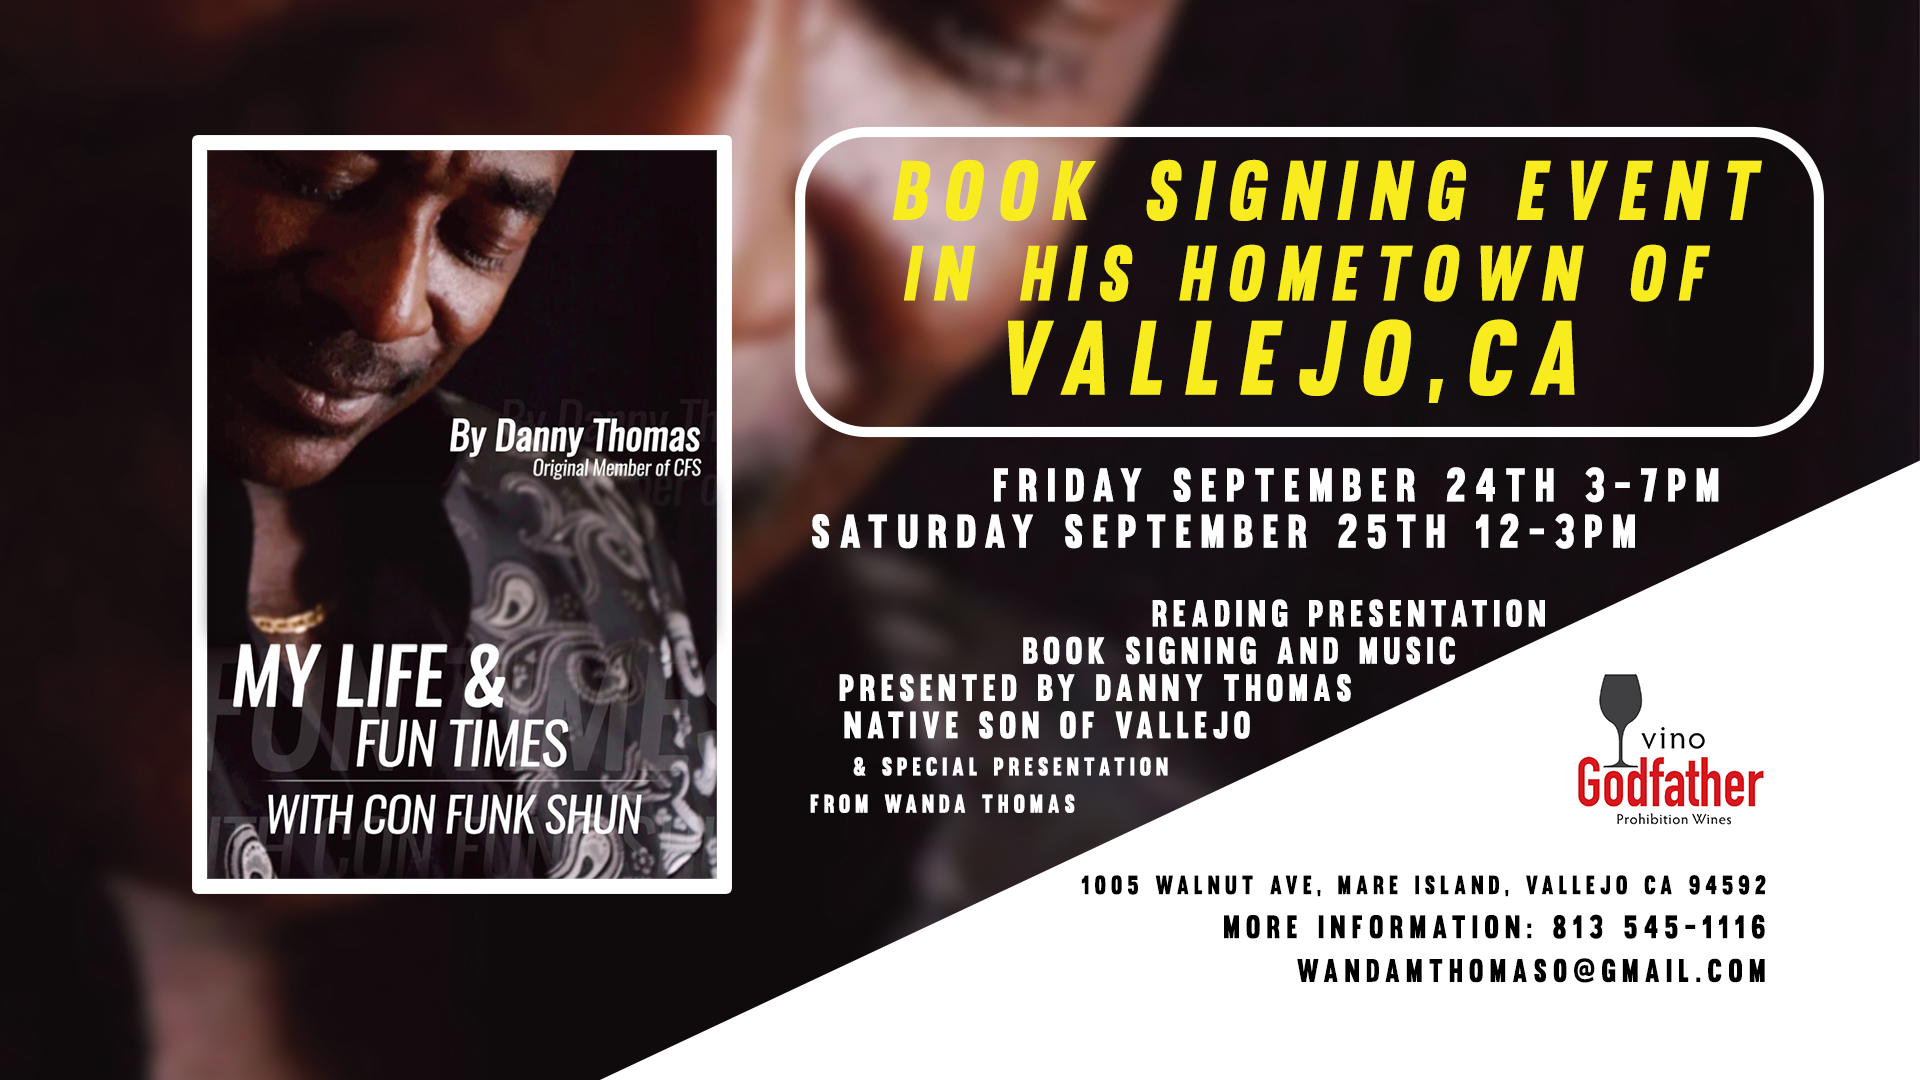 By Danny Thomas
Original Member of CFS
MY LIFE &
FUN TIMES
WITH CON FUNK SHUN
BOOK SIGNING EVENT
IN HIS HOMETOWN OF
VALLEJO,CA
FRIDAY SEPTEMBER 24TH 3-7PM
SATURDAY SEPTEMBER 25TH 12-3PM
READING PRESENTATION
BOOK SIGNING AND MUSIC
PRESENTED BY DANNY THOMAS
NATIVE SON OF VALLEJO
& SPECIAL PRESENTATION
FROM WANDA THOMAS
vino
Godfather
Prohibition Wines
1005 WALNUT AVE, MARE ISLAND, VALLEJO CA 94592
MORE INFORMATION: 813 545-1116
WANDAMTHOMASO@GMAIL.COM